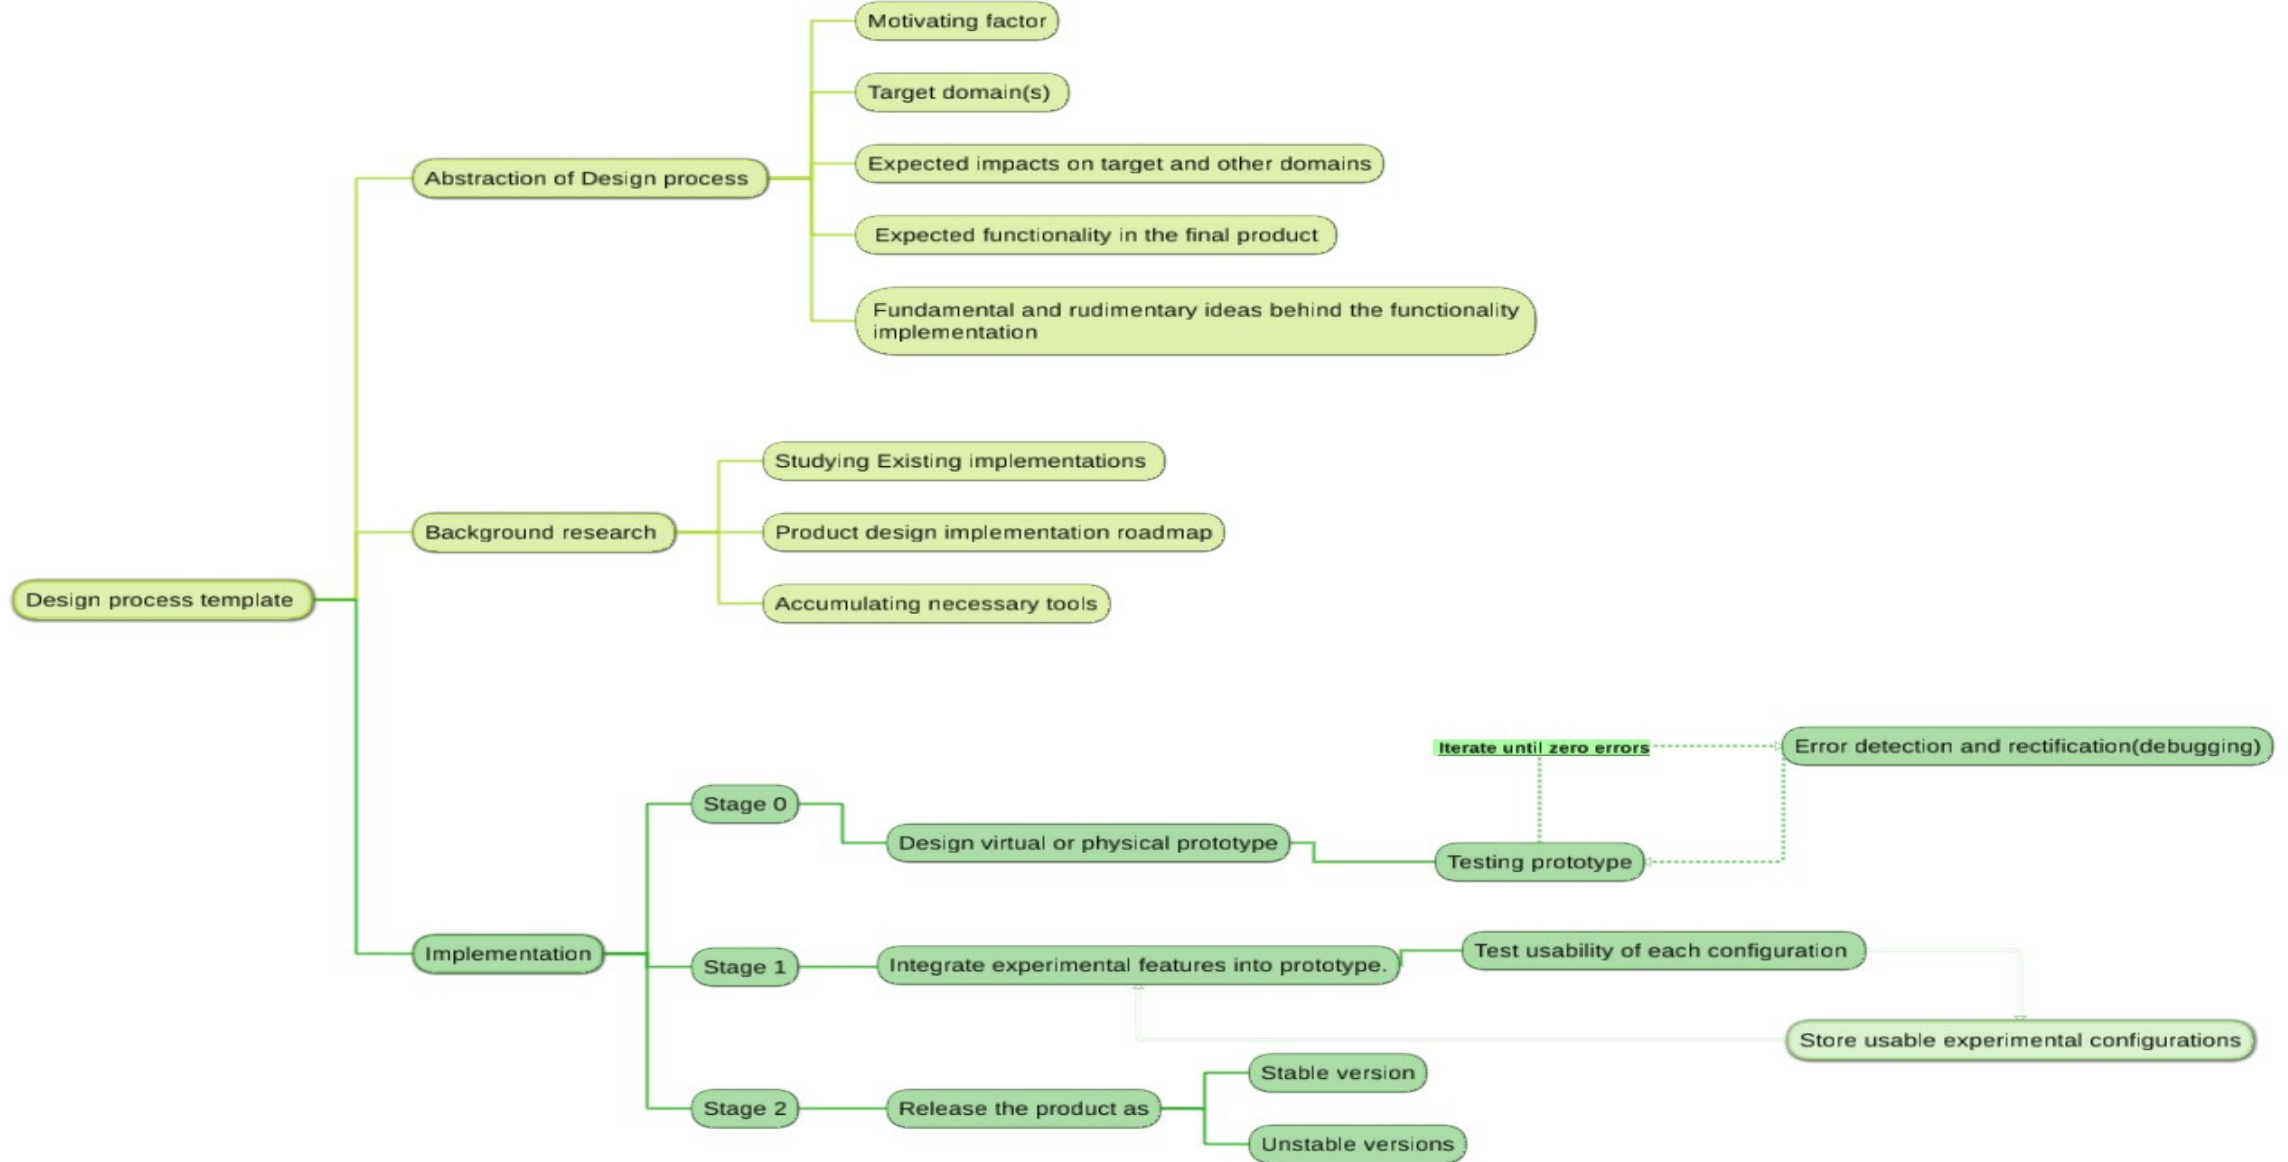 Motivating factor
Target domain(s)
Abstraction of Design process
Expected impacts on target and other domains
Expected functionality in the final product
Fundamental and rudimentary ideas behind the functionality
implementation
Studying Existing implementations
Background research
Product design implementation roadmap
Accumulating necessary tools
Design process template
Iterate until zero errors
Error detection and rectification(debugging)
Stage 0
Design virtual or physical prototype
Testing prototype
Implementation
Stage 1
Integrate experimental features into prototype.
Test usability of each configuration
Store usable experimental configurations
Stage 2
Release the product as
Stable version
Unstable versions